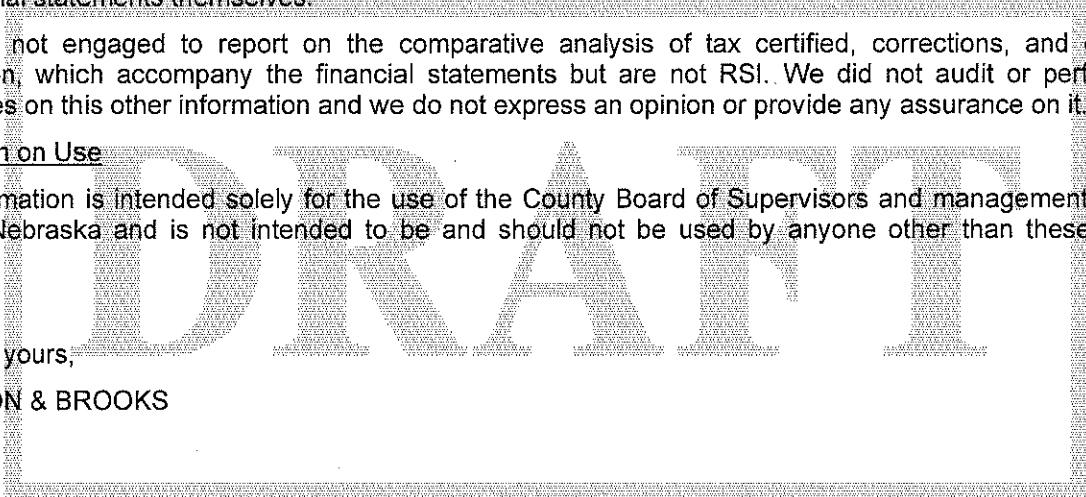 statements themselves.
not engaged to report on the comparative analysis of tax certified, corrections, and
which accompany the financial statements but are not RSI. We did not audit or
on this other information and we do not express an opinion or provide any assurance on it.
on Use
is intended solely for the use of the County Board of Supervisors and management
Nebraska and is not intended to be and should not be used by anyone other than these
DRAFT
yours,
& BROOKS